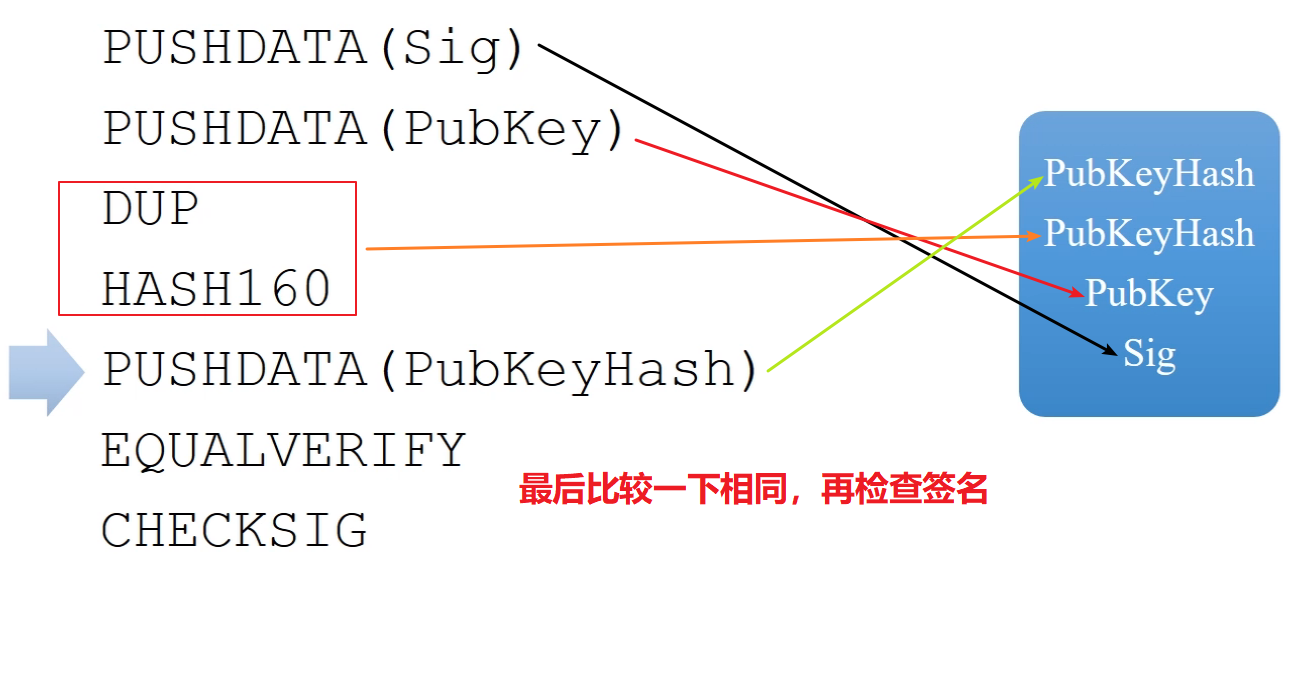 PUSHDATA(Sig)
PUSHDATA(PubKey)
DUP
HASH160
PUSHDATA(PubKeyHash)
EQUALVERIFY
CHECKSIG
最后比较一下相同，再检查签名
PubKeyHash
PubKeyHash
PubKey
Sig